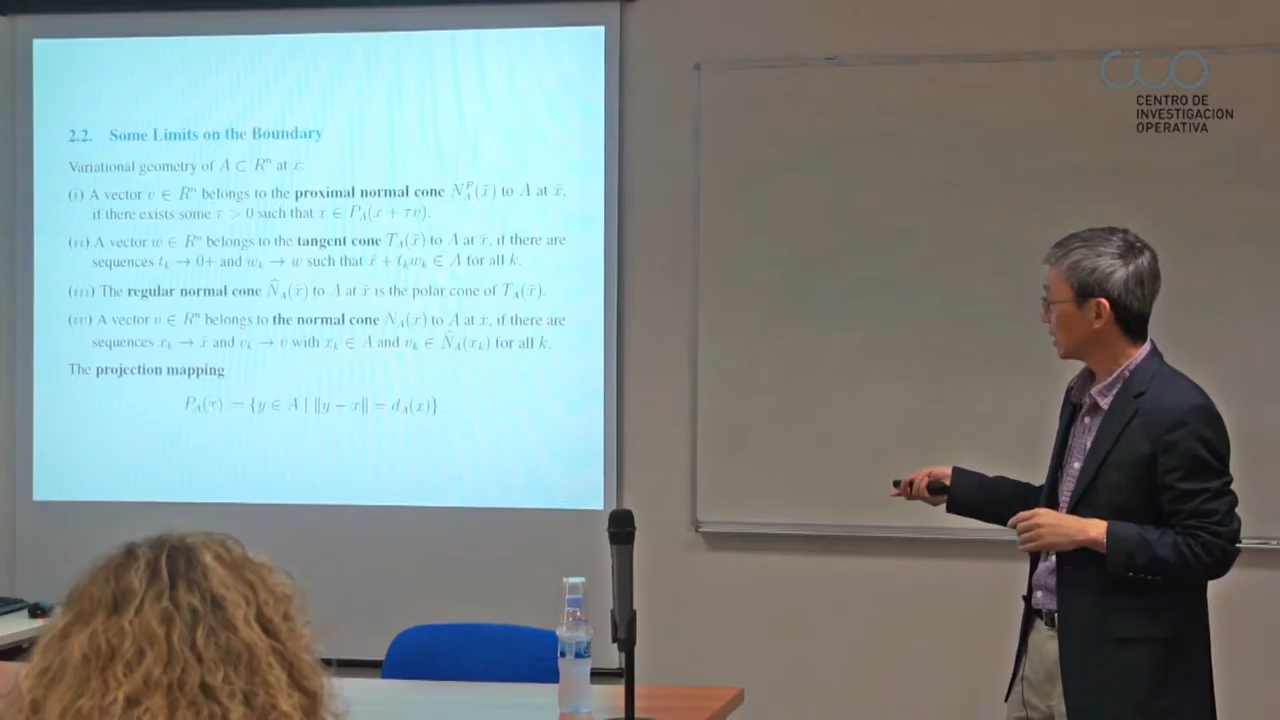 2.2. Some Limits on the Boundary
Variational geometry of A ⊂ Rⁿ at x̄:
(i) A vector v ∈ Rⁿ belongs to the proximal normal cone N_A^P(x̄) to A at x̄,
if there exists some τ > 0 such that x̄ ∈ P_A(x̄ + τv).
(ii) A vector w ∈ Rⁿ belongs to the tangent cone T_A(x̄) to A at x̄, if there are
sequences t_k → 0+ and w_k → w such that x̄ + t_k w_k ∈ A for all k.
(iii) The regular normal cone N̂_A(x̄) to A at x̄ is the polar cone of T_A(x̄).
(iv) A vector v ∈ Rⁿ belongs to the normal cone N_A(x̄) to A at x̄, if there are
sequences x_k → x̄ and v_k → v with x_k ∈ A and v_k ∈ N̂_A(x_k) for all k.
The projection mapping
P_A(x) := {y ∈ A | ||y − x|| = d_A(x)}
cio
CENTRO DE
INVESTIGACION
OPERATIVA